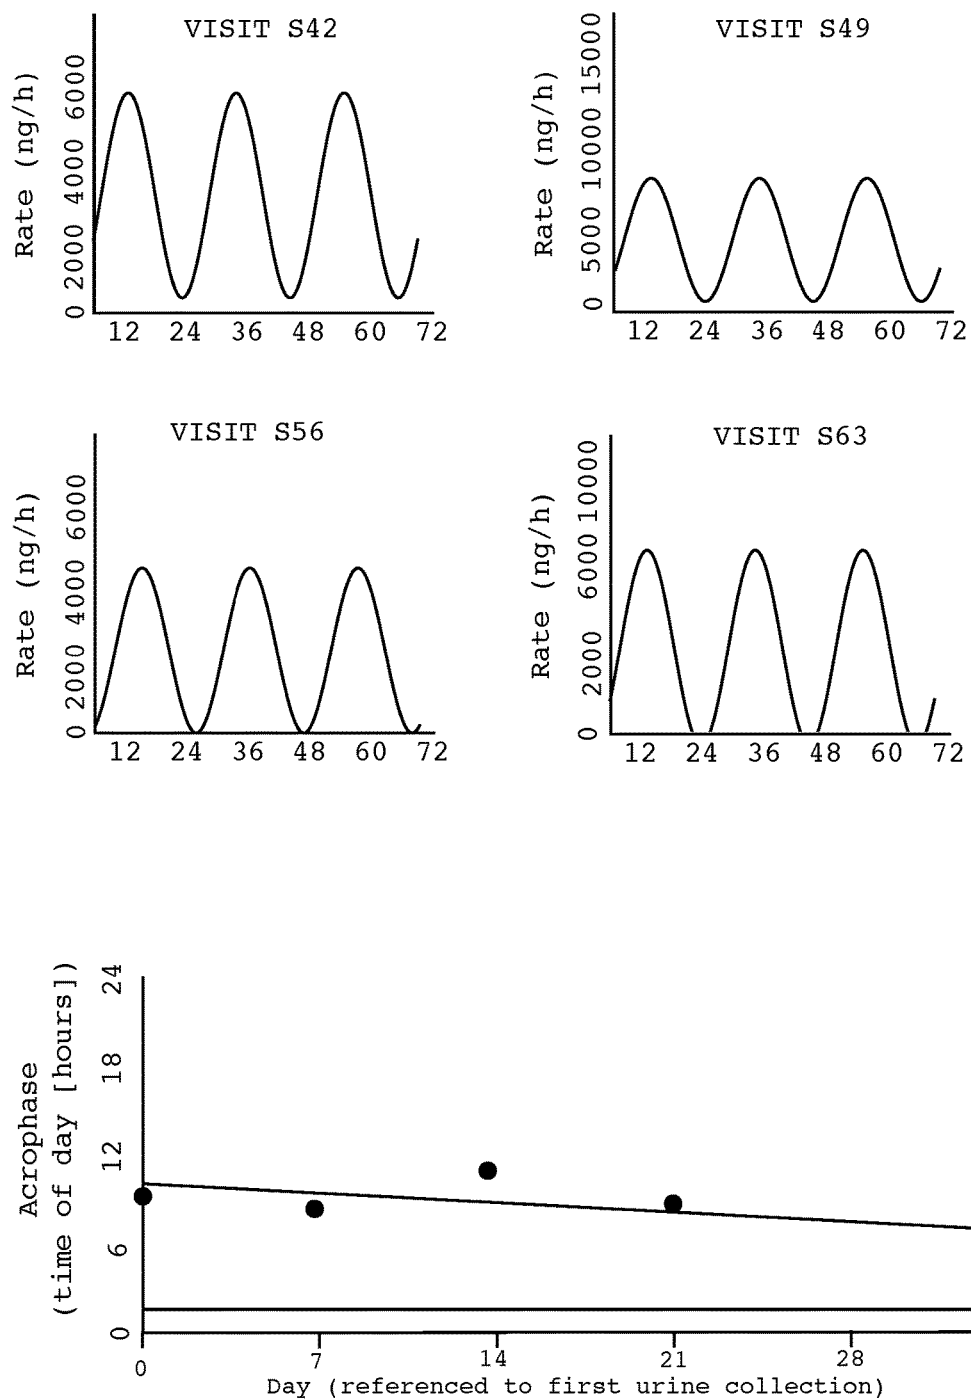 VISIT S42
Rate (ng/h)
6000
4000
2000
0
12 24 36 48 60 72
VISIT S49
Rate (ng/h)
15000
10000
5000
0
12 24 36 48 60 72
VISIT S56
Rate (ng/h)
6000
4000
2000
0
12 24 36 48 60 72
VISIT S63
Rate (ng/h)
10000
6000
2000
0
12 24 36 48 60 72
Acrophase
(time of day [hours])
24
18
12
6
0
0 7 14 21 28
Day (referenced to first urine collection)